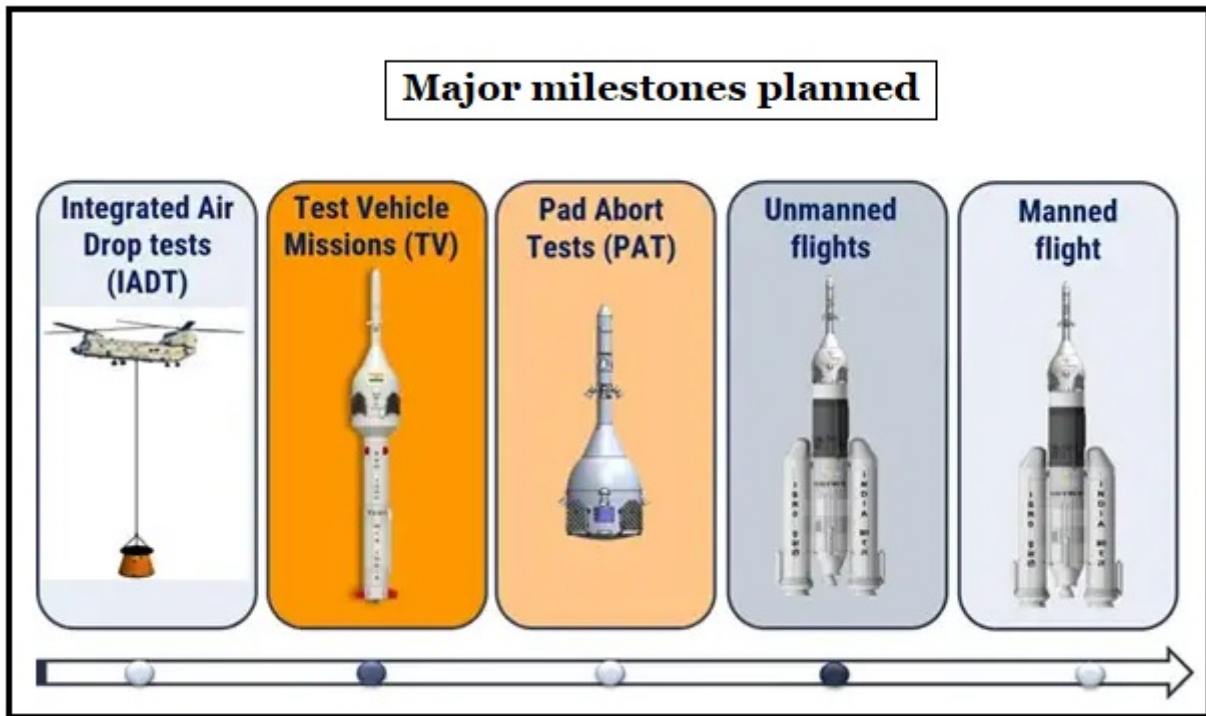 Major milestones planned
Integrated Air
Drop tests
(IADT)
Test Vehicle
Missions (TV)
Pad Abort
Tests (PAT)
Unmanned
flights
Manned
flight